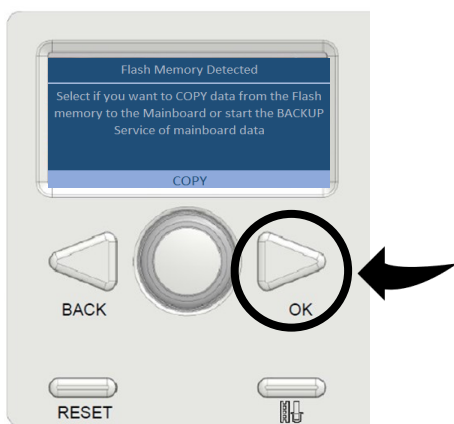 Flash Memory Detected
Select if you want to COPY data from the Flash
memory to the Mainboard or start the BACKUP
Service of mainboard data
COPY
BACK
OK
RESET